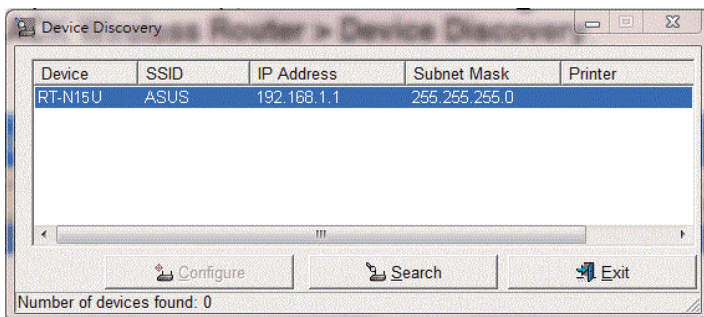 Device Discovery
Device SSID IP Address Subnet Mask Printer
RT-N15U ASUS 192.168.1.1 255.255.255.0
Configure Search Exit
Number of devices found: 0